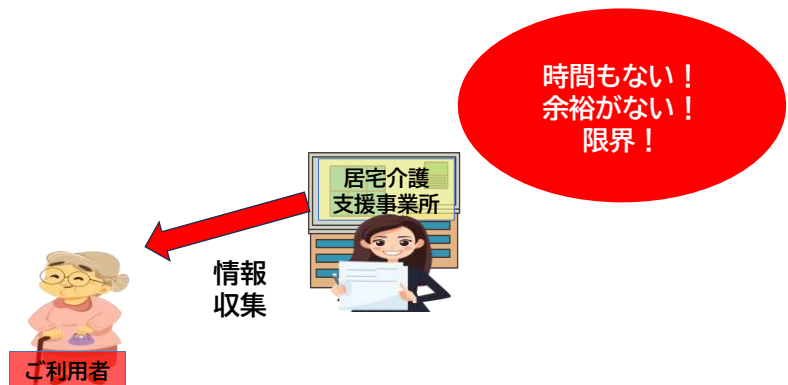 時間もない！
余裕がない！
限界！
居宅介護
支援事業所
情報
収集
ご利用者